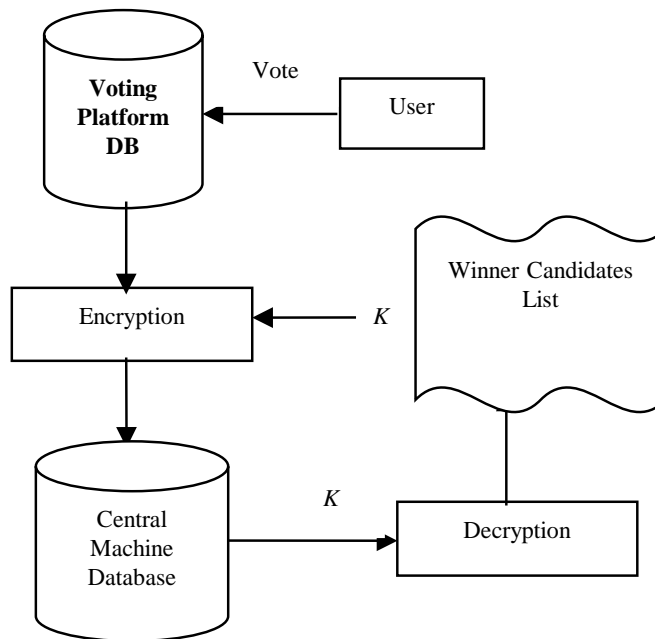 Voting
Platform
DB
Vote
User
Encryption
K
Winner Candidates
List
Central
Machine
Database
K
Decryption